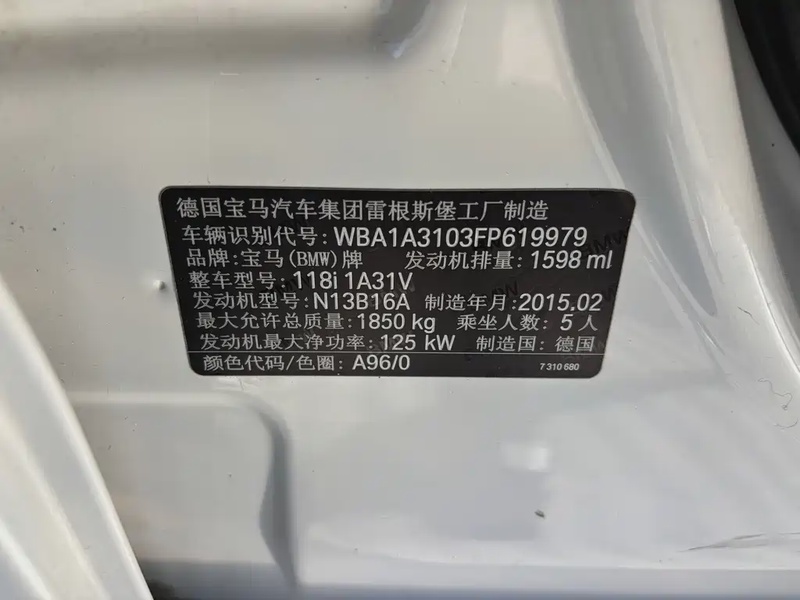 德国宝马汽车集团雷根斯堡工厂制造
车辆识别代号: WBA1A3103FP619979
品牌: 宝马(BMW)牌 发动机排量: 1598 ml
整车型号: 118i 1A31V
发动机型号: N13B16A 制造年月: 2015.02
最大允许总质量: 1850 kg 乘坐人数: 5 人
发动机最大净功率: 125 kW 制造国: 德国
颜色代码/色圈: A96/0 7 310 680